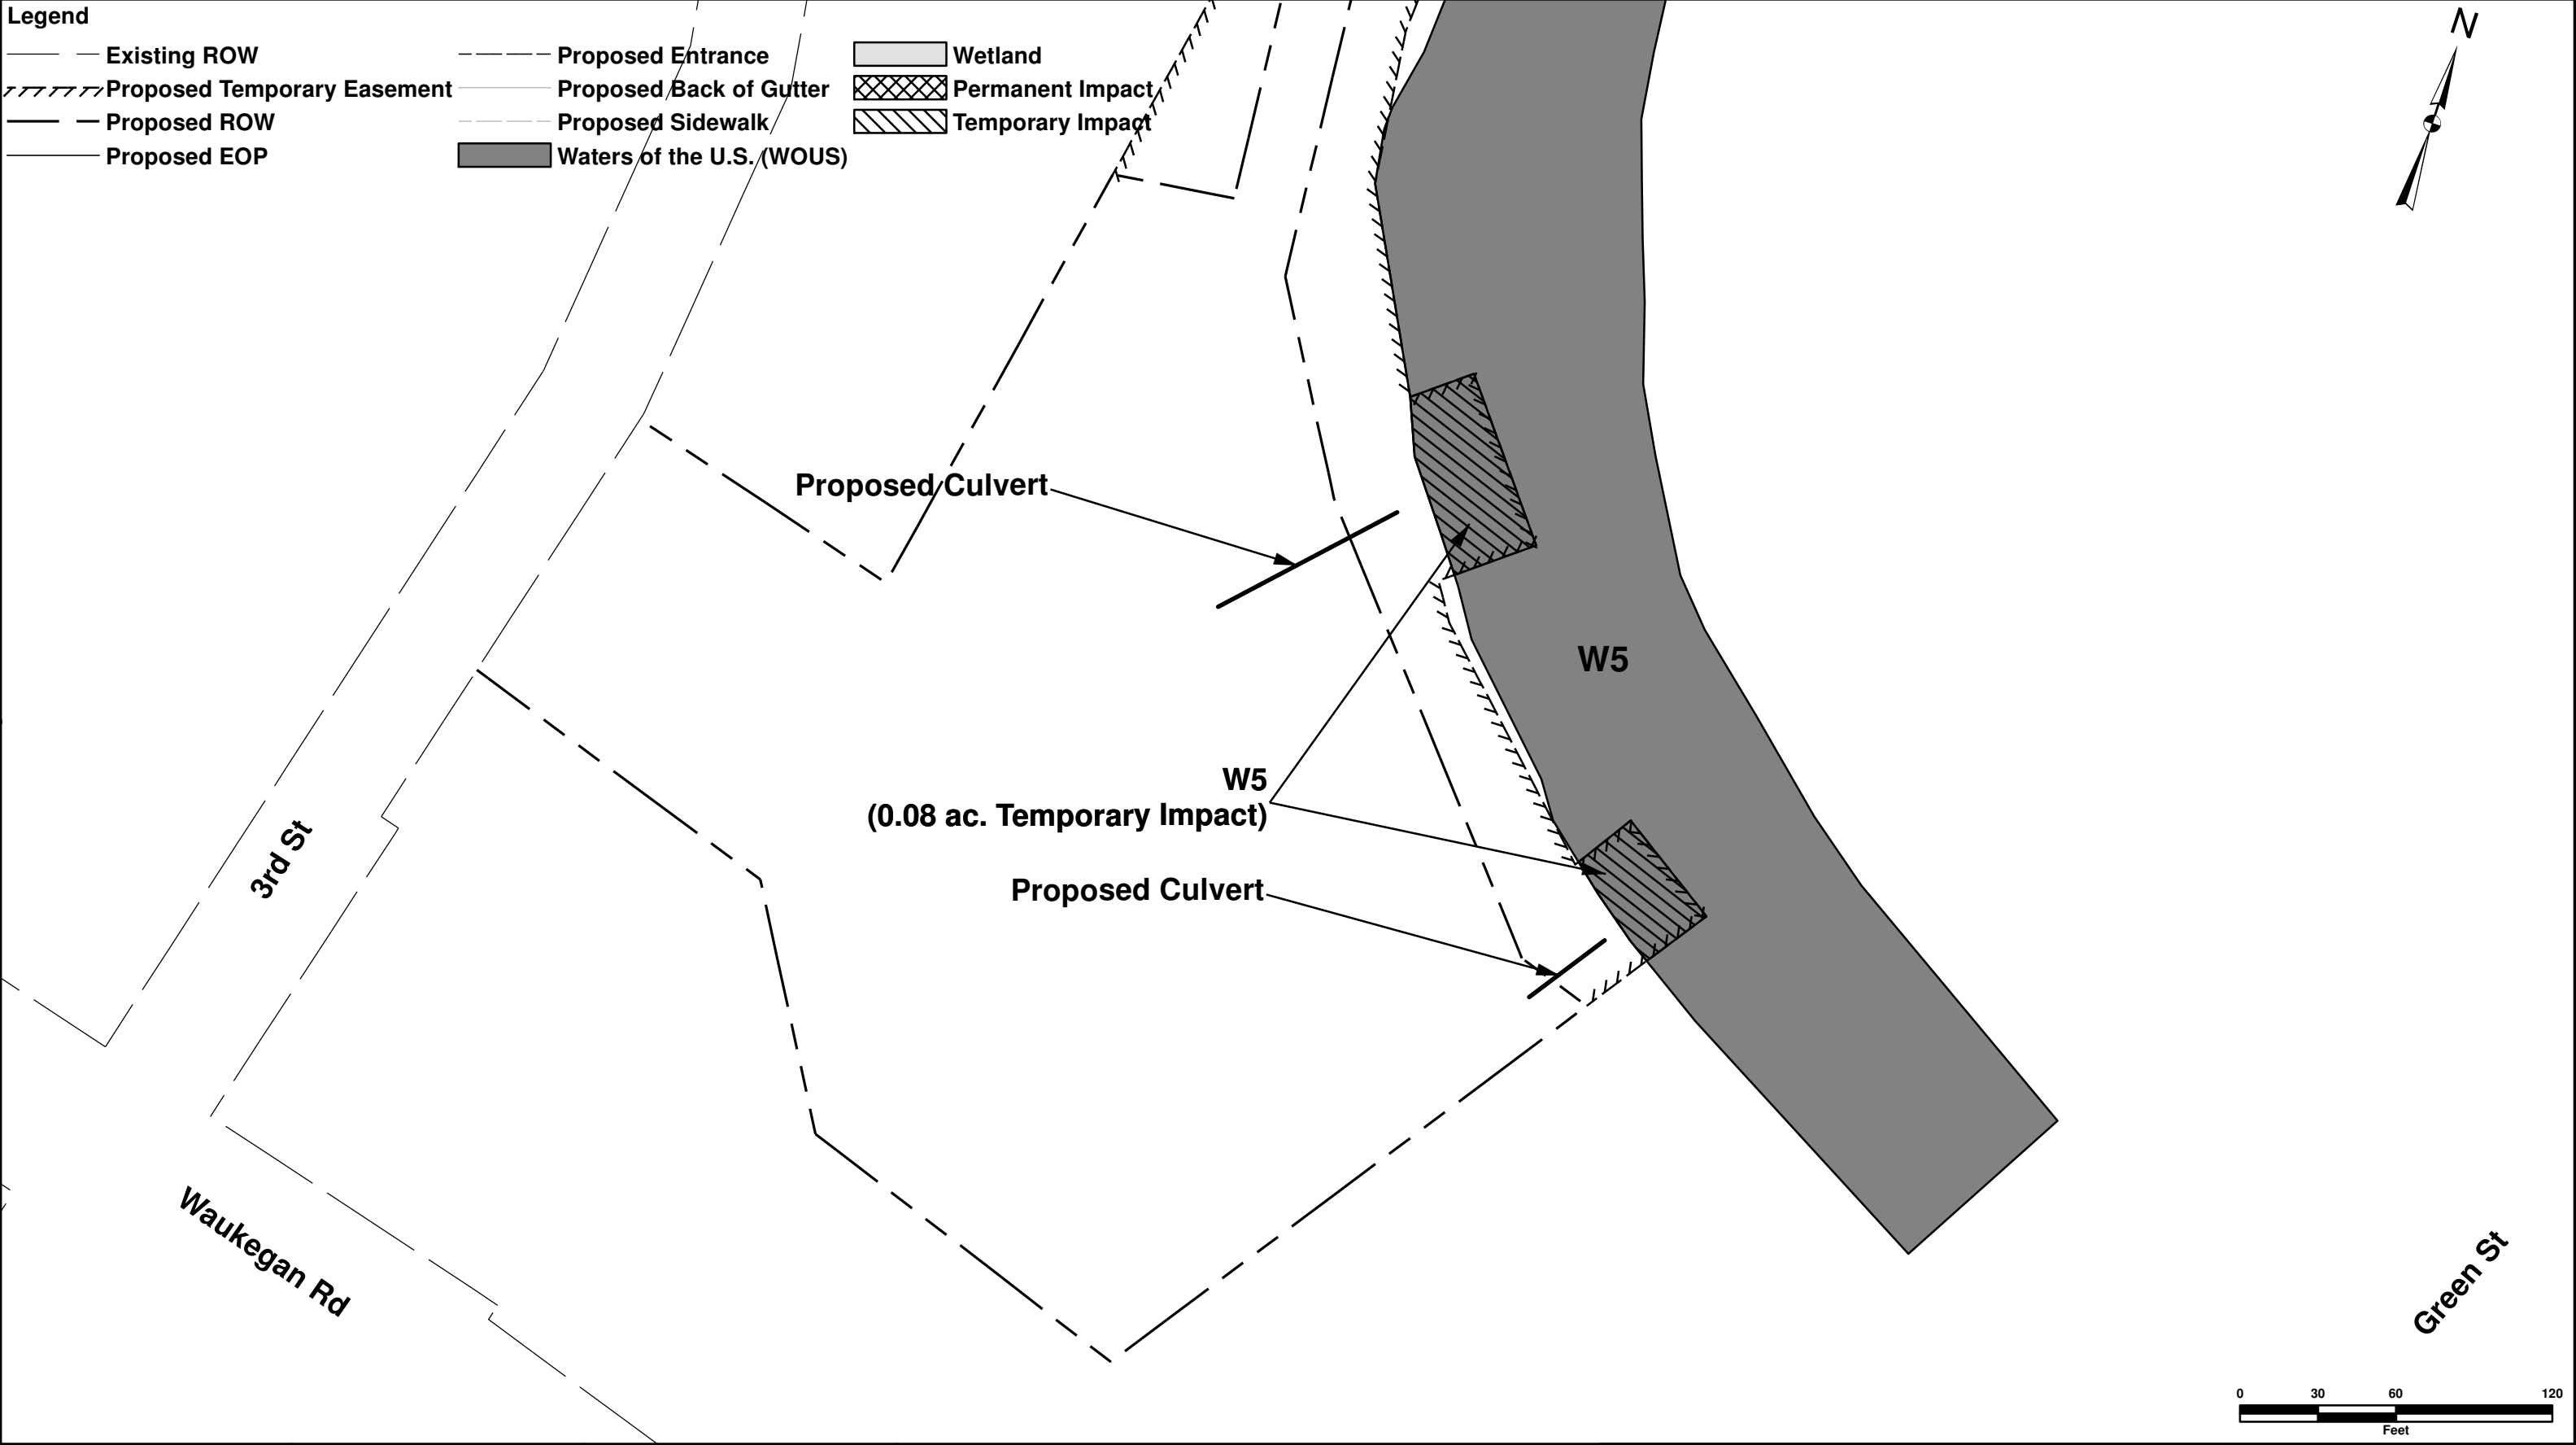 Legend
Existing ROW
Proposed Temporary Easement
Proposed ROW
Proposed EOP
Proposed Entrance
Proposed Back of Gutter
Proposed Sidewalk
Waters of the U.S. (WOUS)
Wetland
Permanent Impact
Temporary Impact
N
Proposed Culvert
W5
W5
(0.08 ac. Temporary Impact)
Proposed Culvert
3rd St
Waukegan Rd
Green St
0 30 60 120
Feet